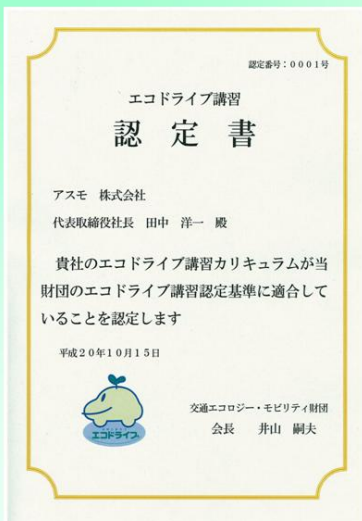 認定番号：０００１号
エコドライブ講習
認 定 書
アスモ 株式会社
代表取締役社長 田中 洋一 殿
貴社のエコドライブ講習カリキュラムが当
財団のエコドライブ講習認定基準に適合して
いることを認定します
平成２０年１０月１５日
エコドライブ
交通エコロジー・モビリティ財団
会長 井山 嗣夫